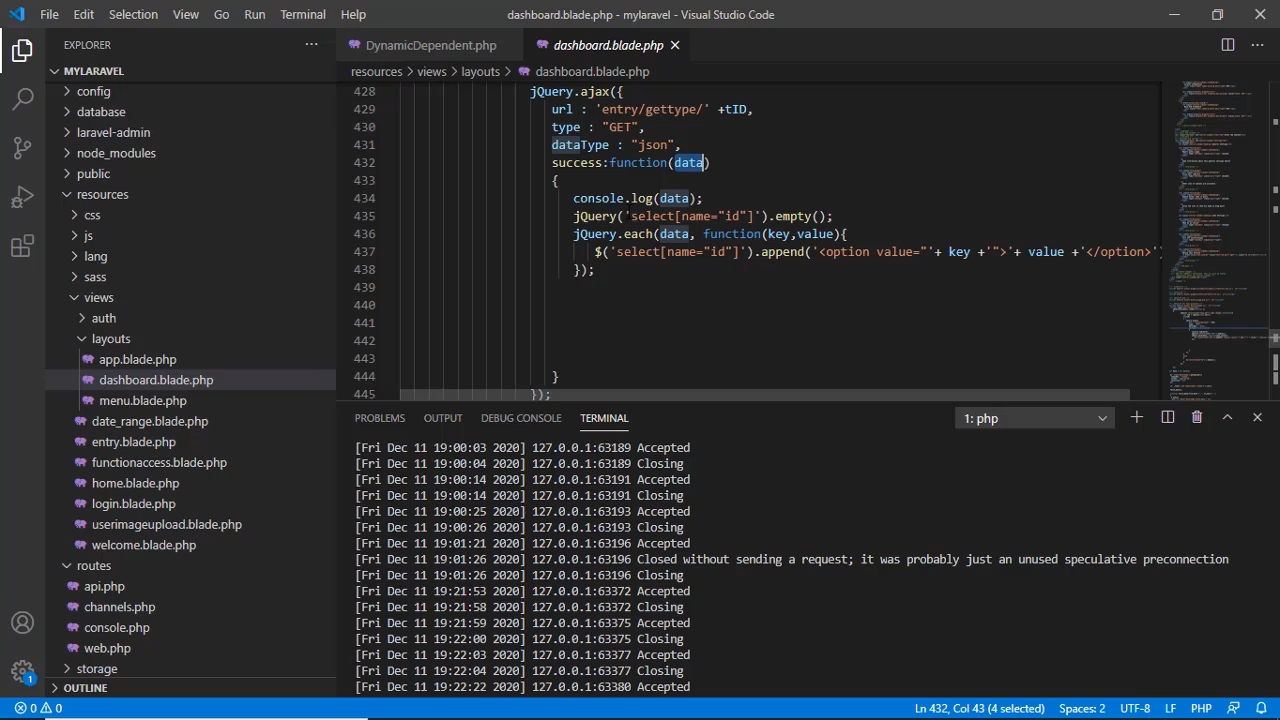 File Edit Selection View Go Run Terminal Help dashboard.blade.php - mylaravel - Visual Studio Code
EXPLORER
DynamicDependent.php dashboard.blade.php
MYLARAVEL
resources > views > layouts > dashboard.blade.php
config
database
laravel-admin
node_modules
public
resources
css
js
lang
sass
views
auth
layouts
app.blade.php
dashboard.blade.php
menu.blade.php
date_range.blade.php
entry.blade.php
functionaccess.blade.php
home.blade.php
login.blade.php
userimageupload.blade.php
welcome.blade.php
routes
api.php
channels.php
console.php
web.php
storage
OUTLINE
428 jQuery.ajax({
429 url : 'entry/gettype/' +tID,
430 type : "GET",
431 dataType : "json",
432 success:function(data)
433 {
434 console.log(data);
435 jQuery('select[name="id"]').empty();
436 jQuery.each(data, function(key,value){
437 $('select[name="id"]').append('<option value="'+ key +'">'+ value +'</option>'
438 });
439
440
441
442
443
444 }
445 });
PROBLEMS OUTPUT DEBUG CONSOLE TERMINAL 1: php
[Fri Dec 11 19:00:03 2020] 127.0.0.1:63189 Accepted
[Fri Dec 11 19:00:04 2020] 127.0.0.1:63189 Closing
[Fri Dec 11 19:00:14 2020] 127.0.0.1:63191 Accepted
[Fri Dec 11 19:00:14 2020] 127.0.0.1:63191 Closing
[Fri Dec 11 19:00:25 2020] 127.0.0.1:63193 Accepted
[Fri Dec 11 19:00:26 2020] 127.0.0.1:63193 Closing
[Fri Dec 11 19:01:21 2020] 127.0.0.1:63196 Accepted
[Fri Dec 11 19:01:26 2020] 127.0.0.1:63196 Closed without sending a request; it was probably just an unused speculative preconnection
[Fri Dec 11 19:01:26 2020] 127.0.0.1:63196 Closing
[Fri Dec 11 19:21:53 2020] 127.0.0.1:63372 Accepted
[Fri Dec 11 19:21:58 2020] 127.0.0.1:63372 Closing
[Fri Dec 11 19:21:59 2020] 127.0.0.1:63375 Accepted
[Fri Dec 11 19:22:00 2020] 127.0.0.1:63375 Closing
[Fri Dec 11 19:22:03 2020] 127.0.0.1:63377 Accepted
[Fri Dec 11 19:22:04 2020] 127.0.0.1:63377 Closing
[Fri Dec 11 19:22:22 2020] 127.0.0.1:63380 Accepted
1
0 0 Ln 432, Col 43 (4 selected) Spaces: 2 UTF-8 LF PHP